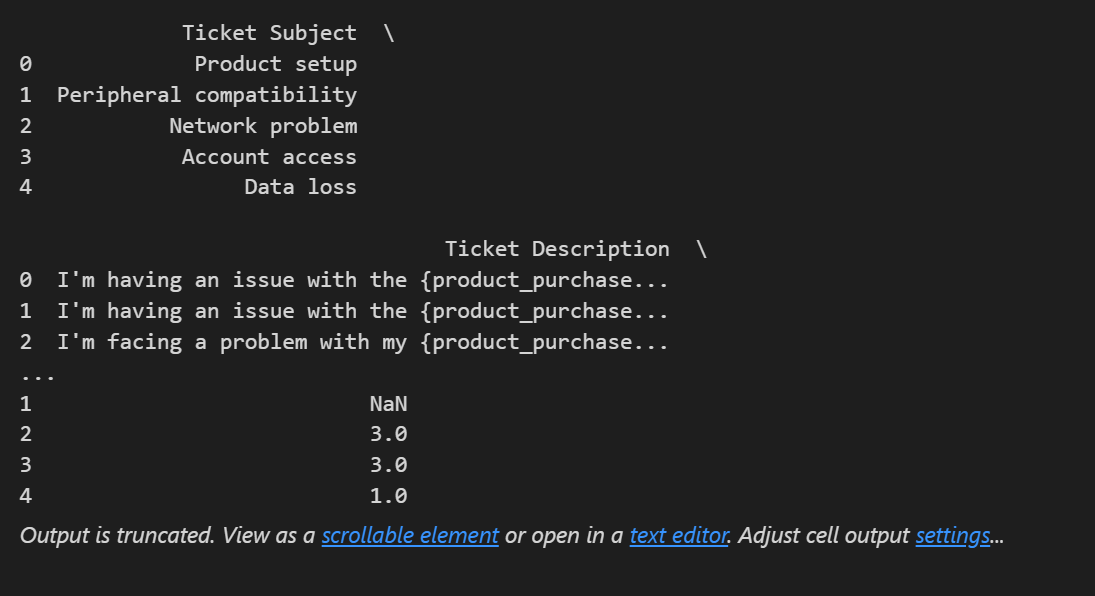 Ticket Subject \
0 Product setup
1 Peripheral compatibility
2 Network problem
3 Account access
4 Data loss
Ticket Description \
0 I'm having an issue with the {product_purchase...
1 I'm having an issue with the {product_purchase...
2 I'm facing a problem with my {product_purchase...
...
1 NaN
2 3.0
3 3.0
4 1.0
Output is truncated. View as a scrollable element or open in a text editor. Adjust cell output settings...